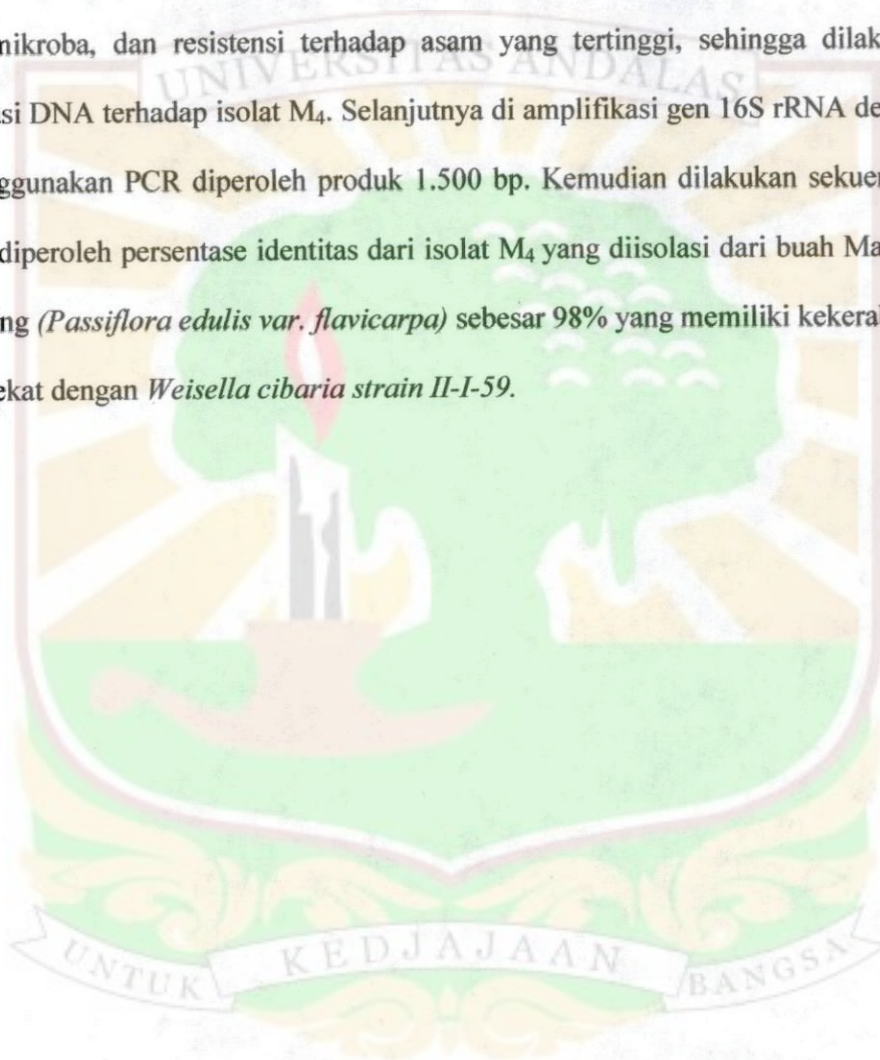 nikroba, dan resistensi terhadap asam yang tertinggi, sehingga dilak
UNIVERSITAS ANDALAS
si DNA terhadap isolat M₄. Selanjutnya di amplifikasi gen 16S rRNA de
ggunakan PCR diperoleh produk 1.500 bp. Kemudian dilakukan sekue
diperoleh persentase identitas dari isolat M₄ yang diisolasi dari buah Ma
ng (Passiflora edulis var. flavicarpa) sebesar 98% yang memiliki kekera
ekat dengan Weisella cibaria strain II-I-59.
UNTUK KEDJAJAAN BANGSA